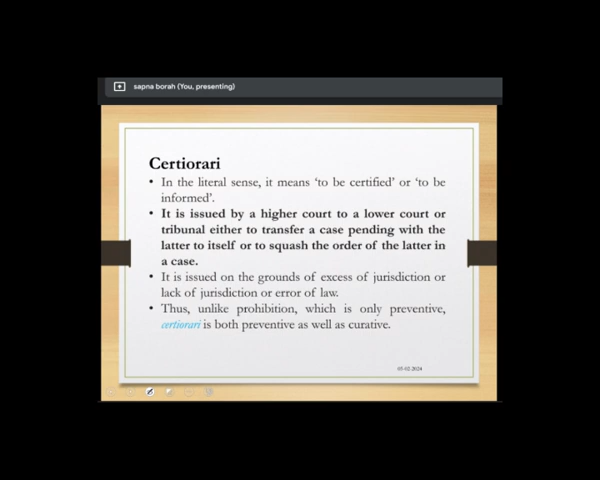 sapna borah (You, presenting)
Certiorari
• In the literal sense, it means 'to be certified' or 'to be
informed'.
• It is issued by a higher court to a lower court or
tribunal either to transfer a case pending with the
latter to itself or to squash the order of the latter in
a case.
• It is issued on the grounds of excess of jurisdiction or
lack of jurisdiction or error of law.
• Thus, unlike prohibition, which is only preventive,
certiorari is both preventive as well as curative.